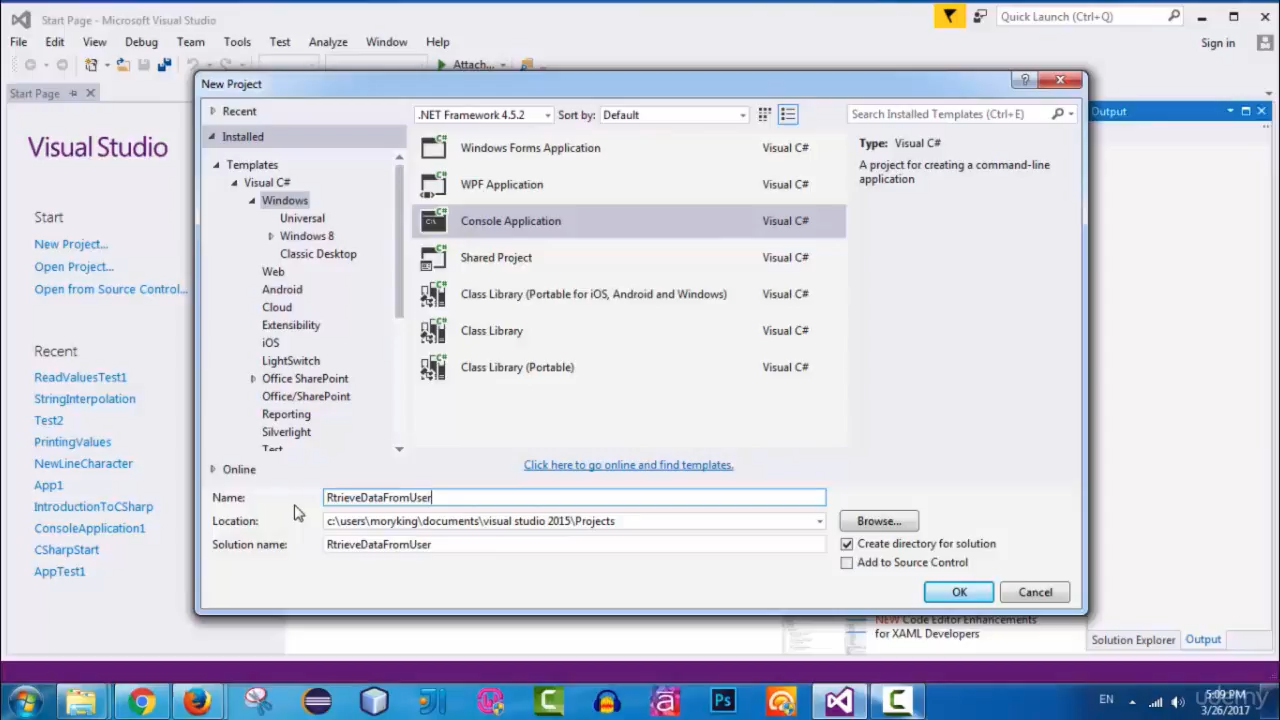 Start Page - Microsoft Visual Studio
Quick Launch (Ctrl+Q)
File Edit View Debug Team Tools Test Analyze Window Help
Sign in
Attach...
Start Page
Visual Studio
Start
New Project...
Open Project...
Open from Source Control...
Recent
ReadValuesTest1
StringInterpolation
Test2
PrintingValues
NewLineCharacter
App1
IntroductionToCSharp
ConsoleApplication1
CSharpStart
AppTest1
New Project
Recent
Installed
Templates
Visual C#
Windows
Universal
Windows 8
Classic Desktop
Web
Android
Cloud
Extensibility
iOS
LightSwitch
Office SharePoint
Office/SharePoint
Reporting
Silverlight
Test
Online
.NET Framework 4.5.2 Sort by: Default
Search Installed Templates (Ctrl+E)
Windows Forms Application Visual C#
WPF Application Visual C#
Console Application Visual C#
Shared Project Visual C#
Class Library (Portable for iOS, Android and Windows) Visual C#
Class Library Visual C#
Class Library (Portable) Visual C#
Type: Visual C#
A project for creating a command-line
application
Click here to go online and find templates.
Name: RtrieveDataFromUser
Location: c:\users\moryking\documents\visual studio 2015\Projects
Browse...
Solution name: RtrieveDataFromUser
Create directory for solution
Add to Source Control
OK Cancel
Output
NEW Code Editor Enhancements
for XAML Developers
Solution Explorer Output
Ps
EN
5:09 PM
3/26/2017
udemy